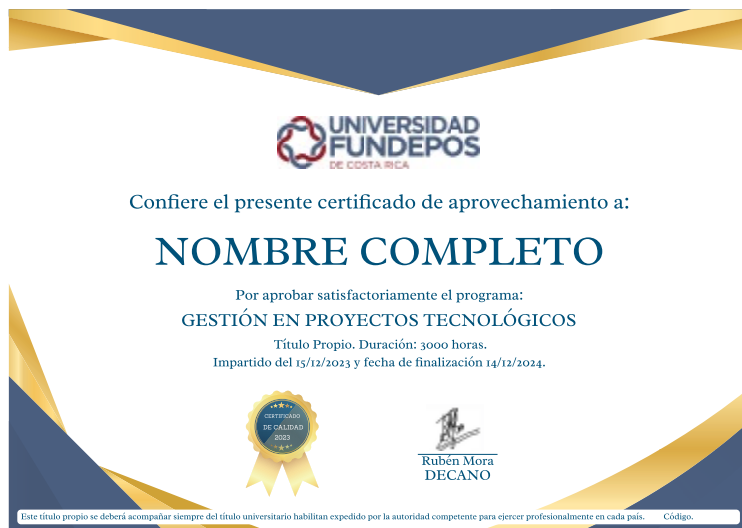 UNIVERSIDAD
FUNDEPOS
DE COSTA RICA
Confiere el presente certificado de aprovechamiento a:
NOMBRE COMPLETO
Por aprobar satisfactoriamente el programa:
GESTIÓN EN PROYECTOS TECNOLÓGICOS
Título Propio. Duración: 3000 horas.
Impartido del 15/12/2023 y fecha de finalización 14/12/2024.
CERTIFICADO
DE CALIDAD
2023
Rubén Mora
DECANO
Este título propio se deberá acompañar siempre del título universitario habilitan expedido por la autoridad competente para ejercer profesionalmente en cada país. Código.